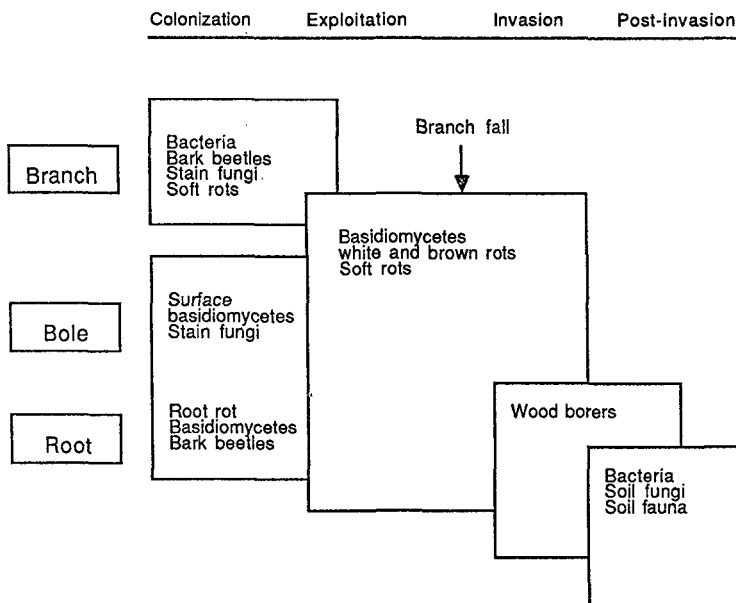 Colonization Exploitation Invasion Post-invasion
Branch
Bacteria
Bark beetles
Stain fungi
Soft rots
Branch fall
Basidiomycetes
white and brown rots
Soft rots
Bole
Surface
basidiomycetes
Stain fungi
Root
Root rot
Basidiomycetes
Bark beetles
Wood borers
Bacteria
Soil fungi
Soil fauna